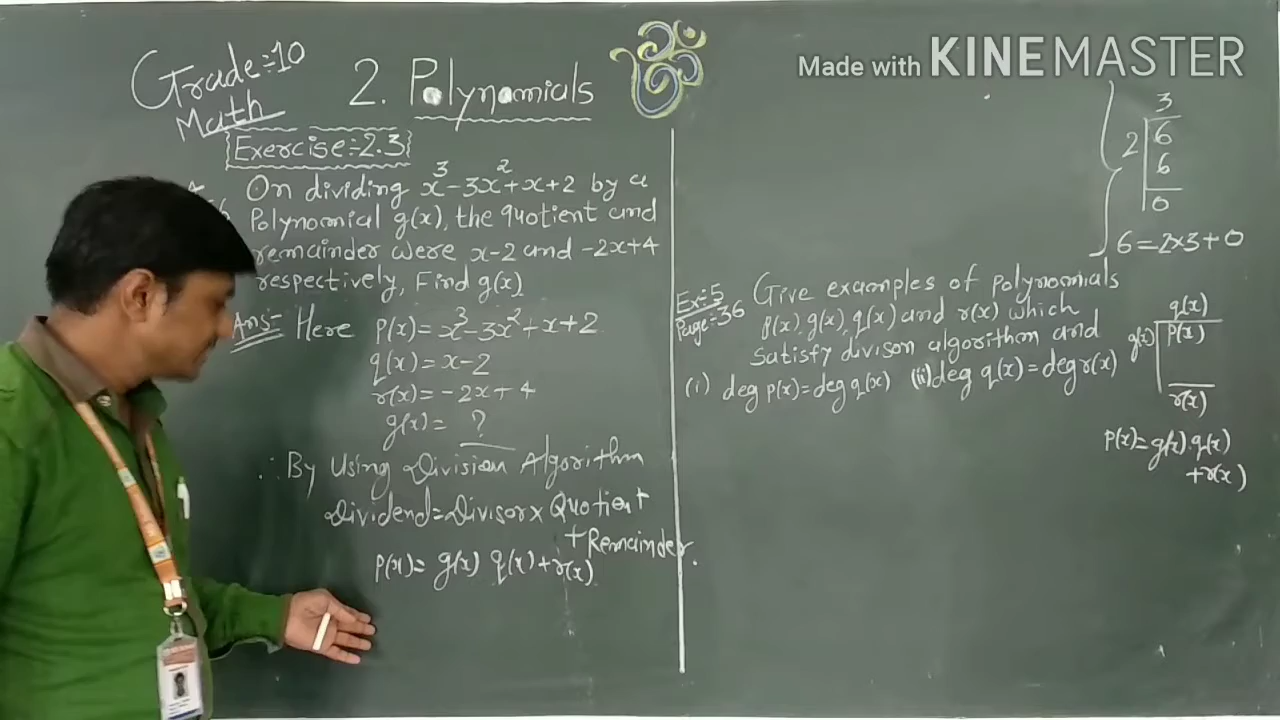 Made with KINEMASTER
Grade:-10
Math
2. Polynomials
Exercise:-2.3
On dividing x³-3x²+x+2 by a
Polynomial g(x), the quotient and
remainder were x-2 and -2x+4
respectively, Find g(x)
Ans:- Here P(x)=x³-3x²+x+2
q(x)=x-2
r(x)=-2x+4
g(x)= ?
∴ By Using Division Algorithm
Dividend=Divisor x Quotient
+Remainder.
P(x)= g(x) q(x)+r(x)
3
2 6
6
0
6=2x3+0
Ex:-5
Page:-36
Give examples of polynomials
p(x), g(x), q(x) and r(x) which
satisfy divison algorithm and
(i) deg p(x)=deg q(x) (ii) deg q(x)=deg r(x)
q(x)
g(x) P(x)
r(x)
P(x)=g(x).q(x)
+r(x)